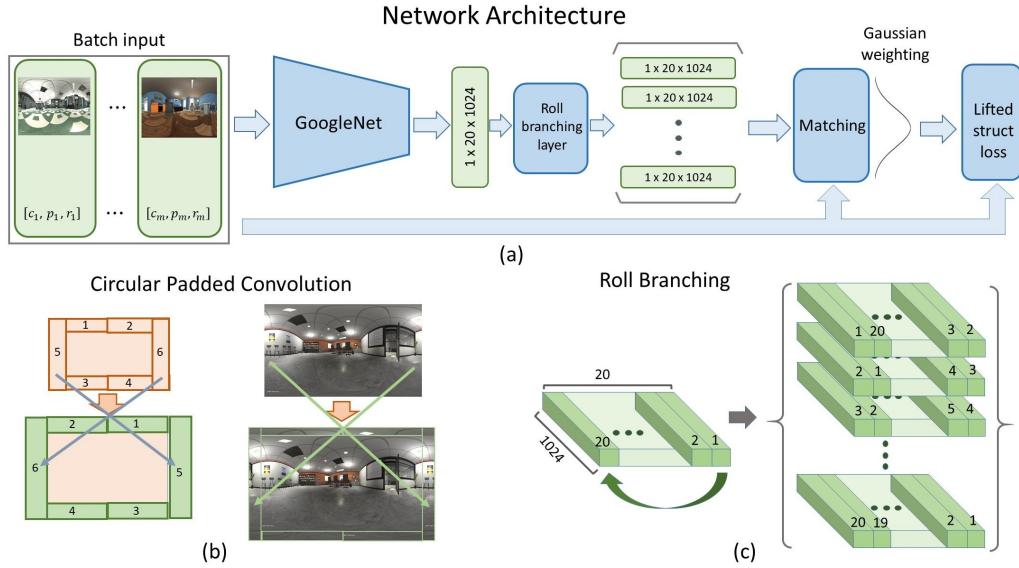 Network Architecture
Batch input
Gaussian
weighting
...
...
[c₁, p₁, r₁]
[cₘ, pₘ, rₘ]
GoogleNet
1 x 20 x 1024
Roll
branching
layer
1 x 20 x 1024
1 x 20 x 1024
1 x 20 x 1024
Matching
Lifted
struct
loss
(a)
Circular Padded Convolution
1 2
5 6
3 4
2 1
6 5
4 3
(b)
Roll Branching
20
1024
20 2 1
1 20 3 2
2 1 4 3
3 2 5 4
20 19 2 1
(c)